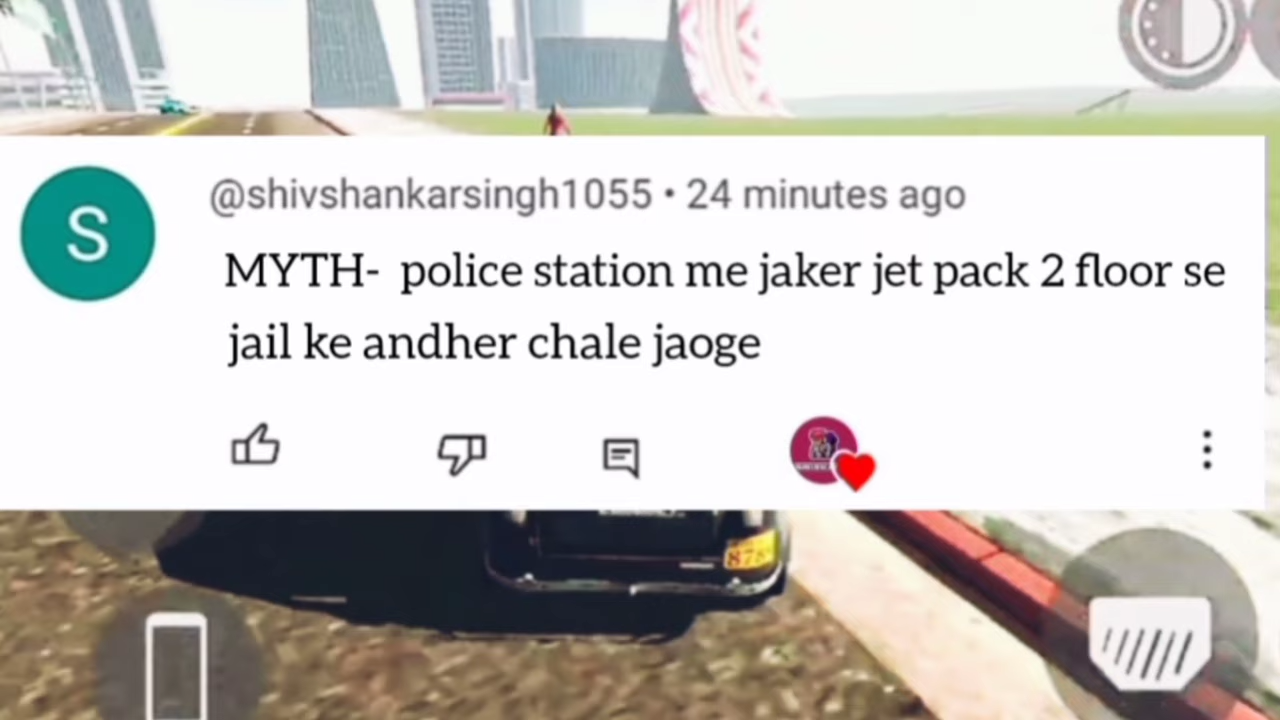 S
@shivshankarsingh1055 • 24 minutes ago
MYTH- police station me jaker jet pack 2 floor se
jail ke andher chale jaoge